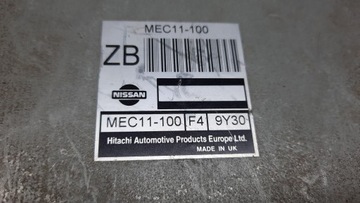 MEC11-100
ZB
NISSAN
MEC11-100 F4 9Y30
Hitachi Automotive Products Europe Ltd.
MADE IN UK